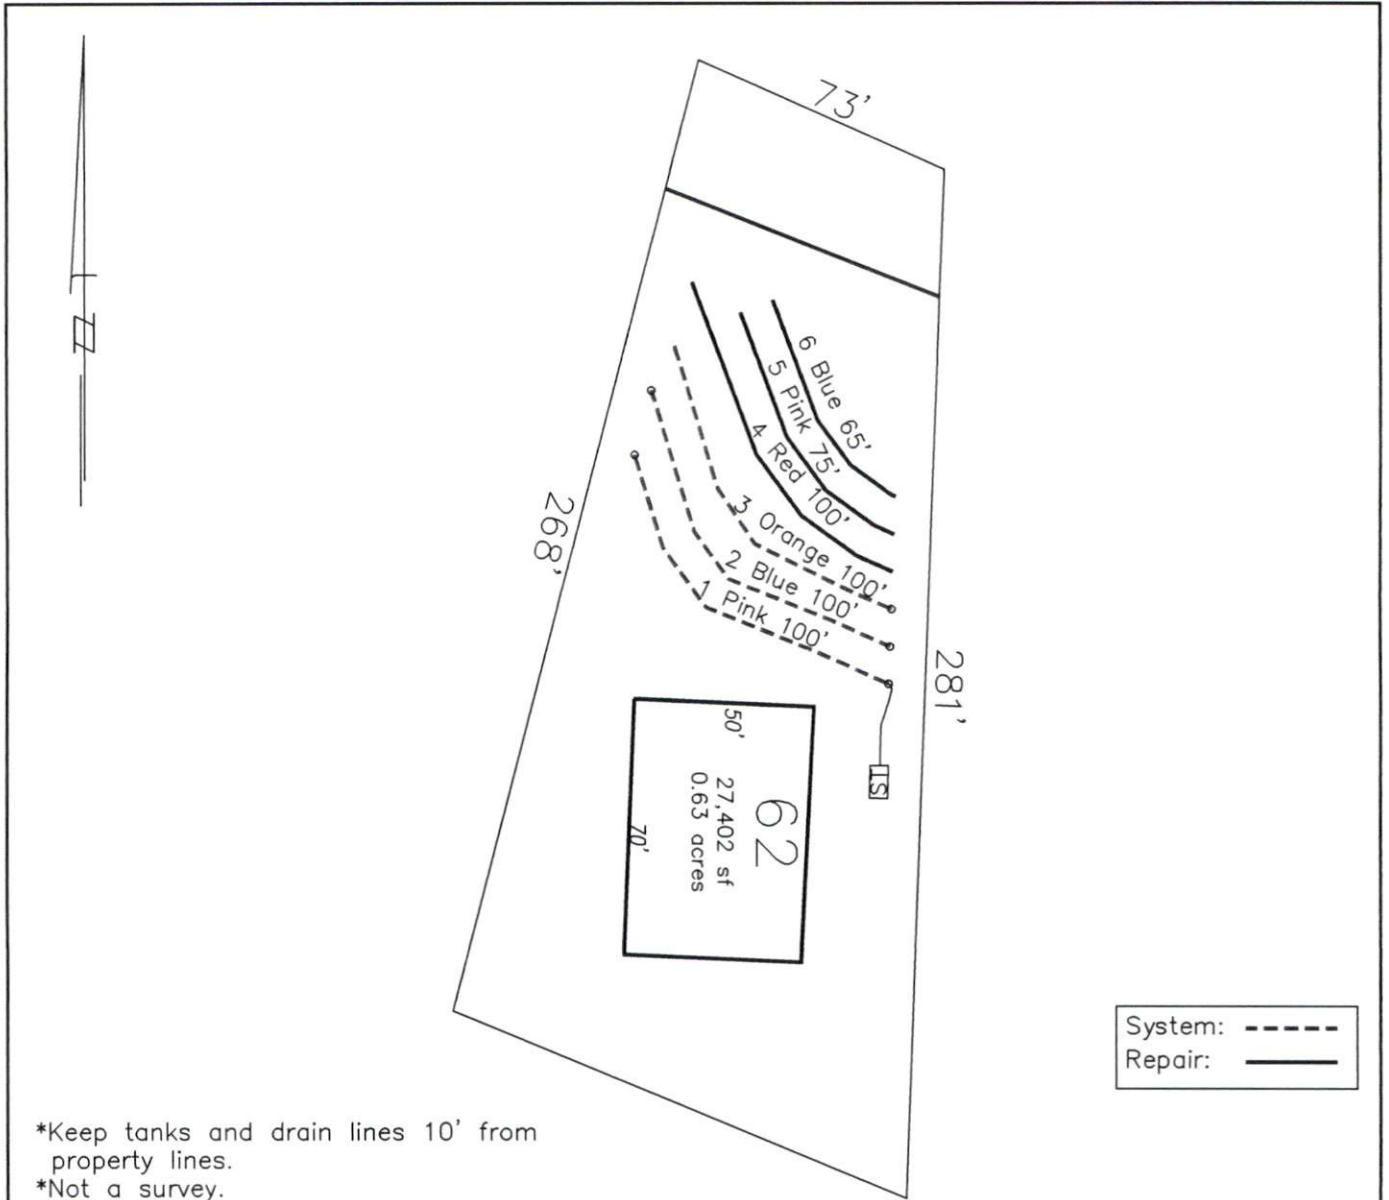 73'
6 Blue 65'
5 Pink 75'
4 Red 100'
3 Orange 100'
2 Blue 100'
1 Pink 100'
268'
281'
ST
50'
62
27,402 sf
0.63 acres
70'
System:
Repair:
*Keep tanks and drain lines 10' from
property lines.
*Not a survey.